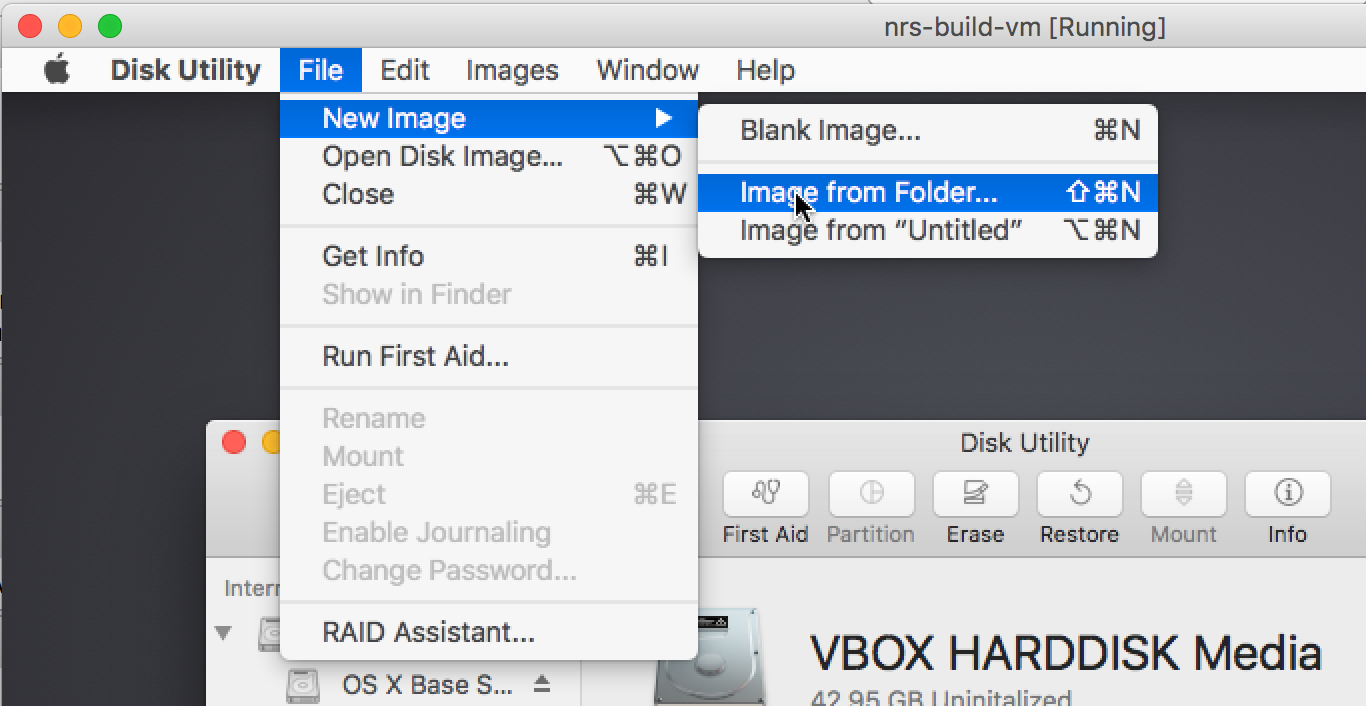 nrs-build-vm [Running]
Disk Utility File Edit Images Window Help
New Image
Open Disk Image... ⌥⌘O
Close ⌘W
Get Info ⌘I
Show in Finder
Run First Aid...
Rename
Mount
Eject ⌘E
Enable Journaling
Change Password...
RAID Assistant...
Blank Image... ⌘N
Image from Folder... ⇧⌘N
Image from “Untitled” ⌥⌘N
Disk Utility
First Aid Partition Erase Restore Mount Info
OS X Base S...
VBOX HARDDISK Media
42.95 GB Uninitalized